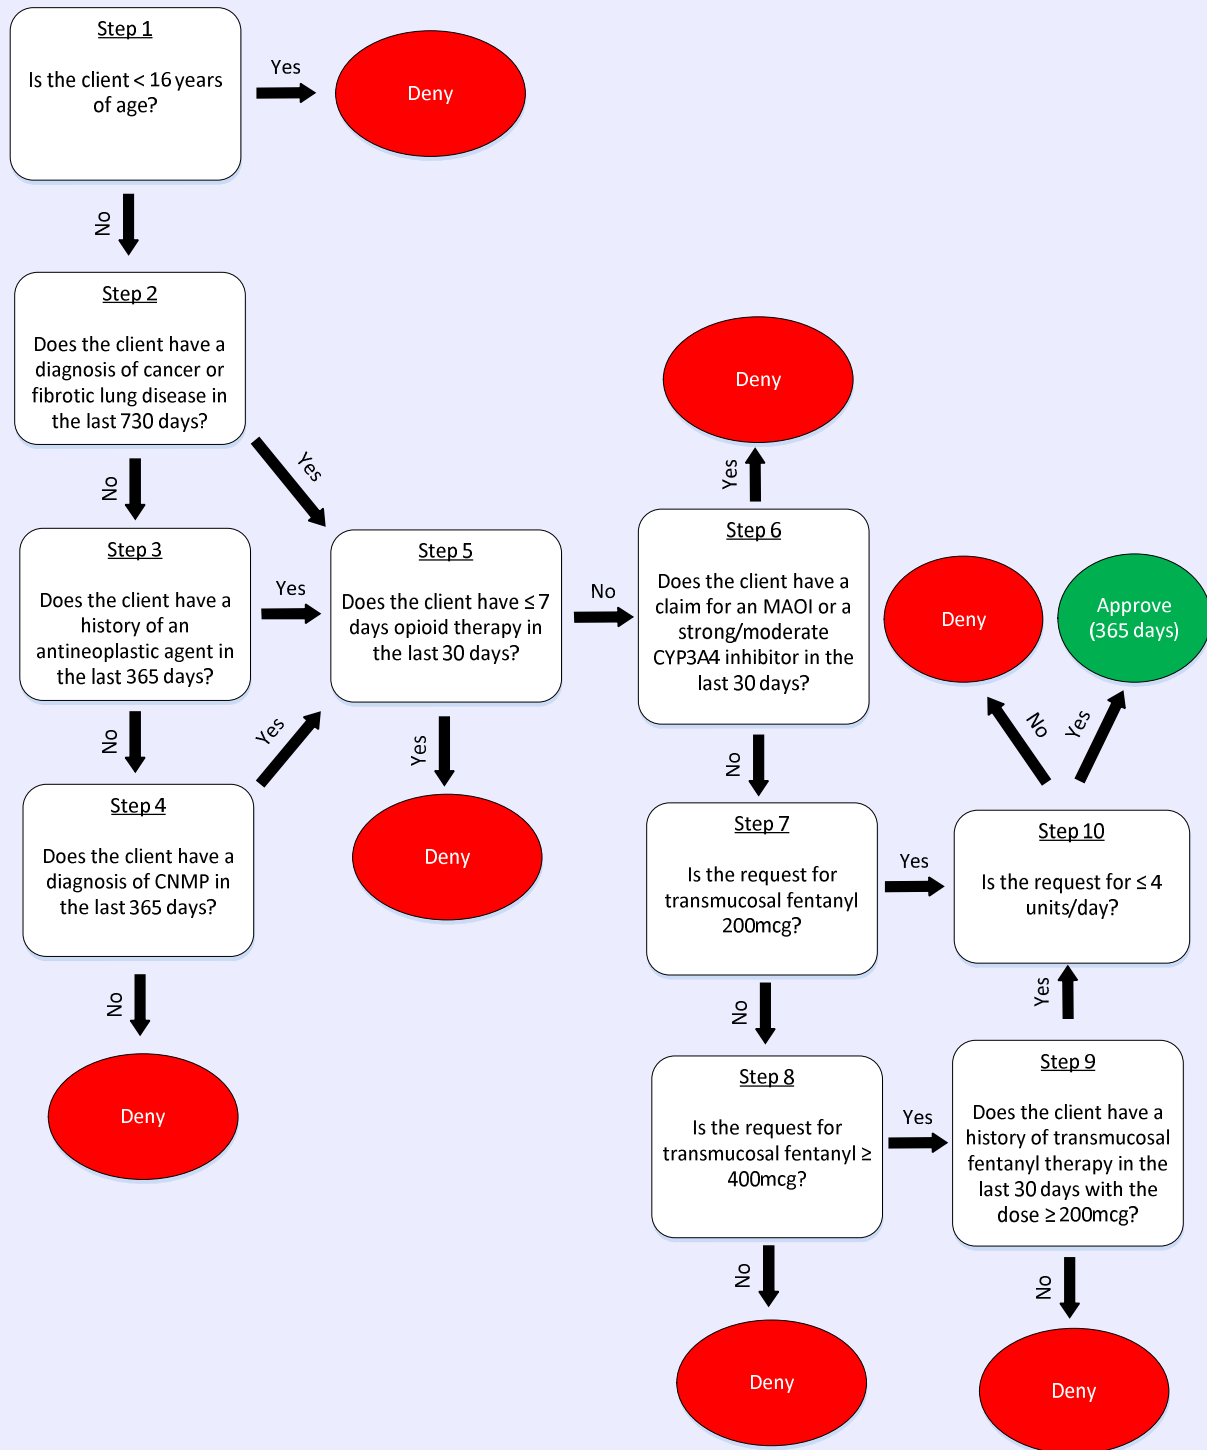 Step 1
Is the client < 16 years
of age?
Yes
Deny
No
Step 2
Does the client have a
diagnosis of cancer or
fibrotic lung disease in
the last 730 days?
Yes
No
Step 3
Does the client have a
history of an
antineoplastic agent in
the last 365 days?
Yes
No
Step 4
Does the client have a
diagnosis of CNMP in
the last 365 days?
Yes
No
Deny
Step 5
Does the client have ≤ 7
days opioid therapy in
the last 30 days?
No
Yes
Deny
Step 6
Does the client have a
claim for an MAOI or a
strong/moderate
CYP3A4 inhibitor in the
last 30 days?
Yes
Deny
No
Step 7
Is the request for
transmucosal fentanyl
200mcg?
Yes
No
Step 8
Is the request for
transmucosal fentanyl ≥
400mcg?
Yes
No
Deny
Step 9
Does the client have a
history of transmucosal
fentanyl therapy in the
last 30 days with the
dose ≥ 200mcg?
Yes
No
Deny
Step 10
Is the request for ≤ 4
units/day?
No
Deny
Yes
Approve
(365 days)